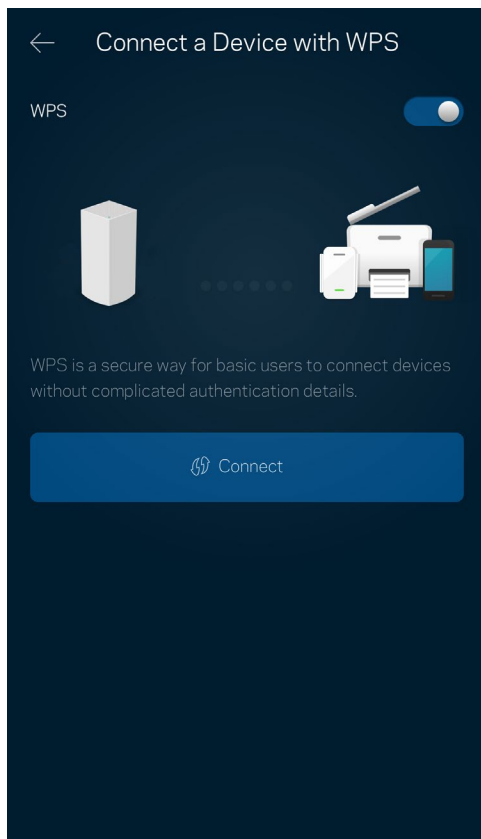 Connect a Device with WPS
WPS
WPS is a secure way for basic users to connect devices
without complicated authentication details.
Connect